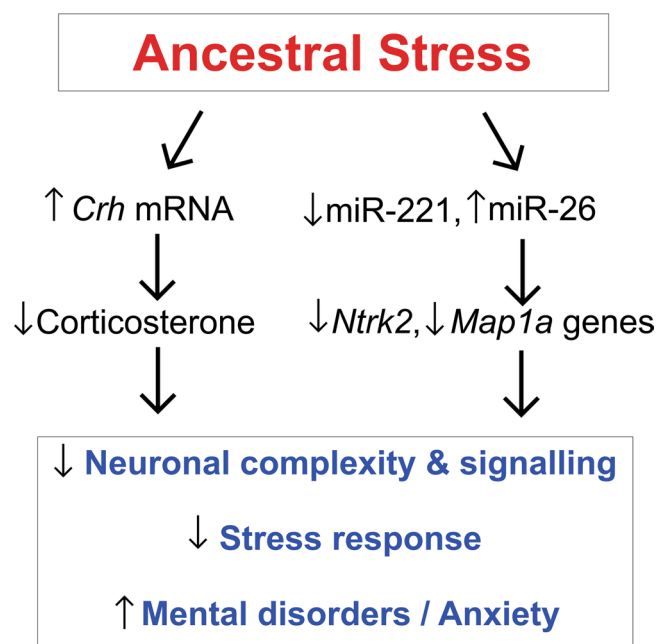 Ancestral Stress
↑ Crh mRNA
↓miR-221, ↑miR-26
↓Corticosterone
↓Ntrk2, ↓Map1a genes
↓ Neuronal complexity & signalling
↓ Stress response
↑ Mental disorders / Anxiety